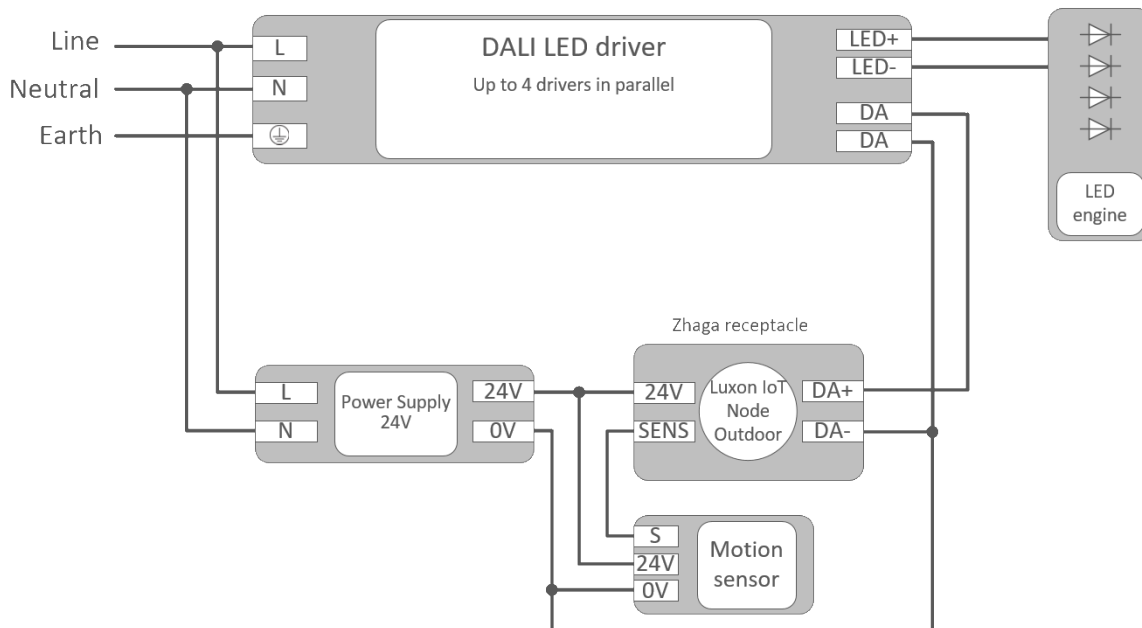 Line
Neutral
Earth
L
N
DALI LED driver
Up to 4 drivers in parallel
LED+
LED-
DA
DA
LED
engine
Zhaga receptacle
L
N
Power Supply
24V
24V
0V
24V
SENS
Luxon IoT
Node
Outdoor
DA+
DA-
S
24V
0V
Motion
sensor